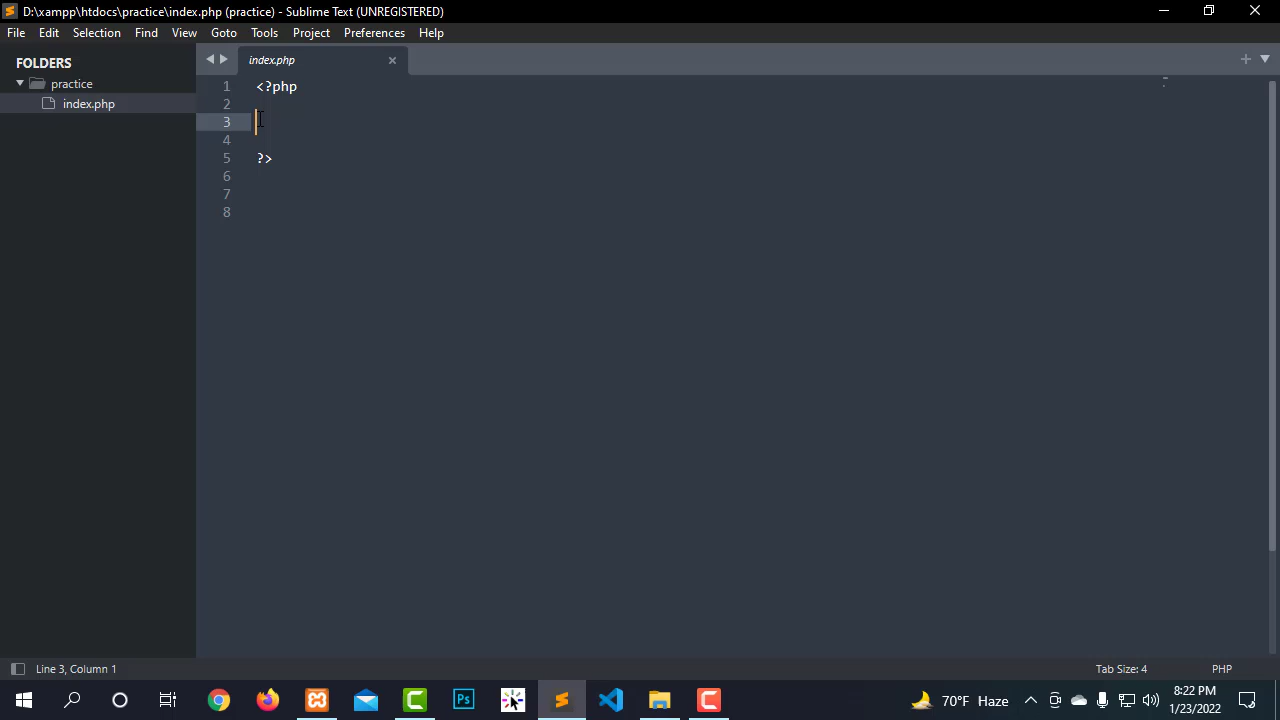 D:\xampp\htdocs\practice\index.php (practice) - Sublime Text (UNREGISTERED)
File Edit Selection Find View Goto Tools Project Preferences Help
FOLDERS
practice
index.php
index.php
1 <?php
2
3
4
5 ?>
6
7
8
Line 3, Column 1
Tab Size: 4
PHP
Ps
70°F Haze
8:22 PM
1/23/2022